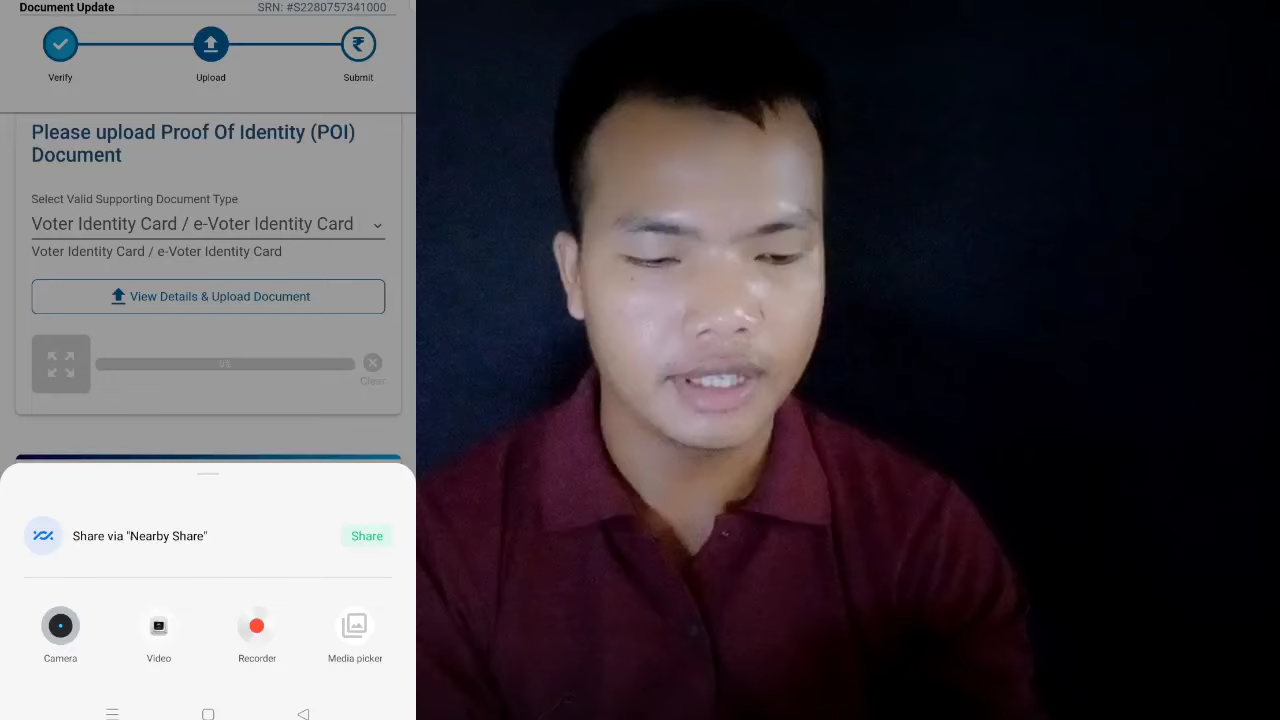 Document Update
SRN: #S2280757341000
Verify
Upload
Submit
Please upload Proof Of Identity (POI)
Document
Select Valid Supporting Document Type
Voter Identity Card / e-Voter Identity Card
Voter Identity Card / e-Voter Identity Card
View Details & Upload Document
0%
Clear
Share via "Nearby Share"
Share
Camera
Video
Recorder
Media picker